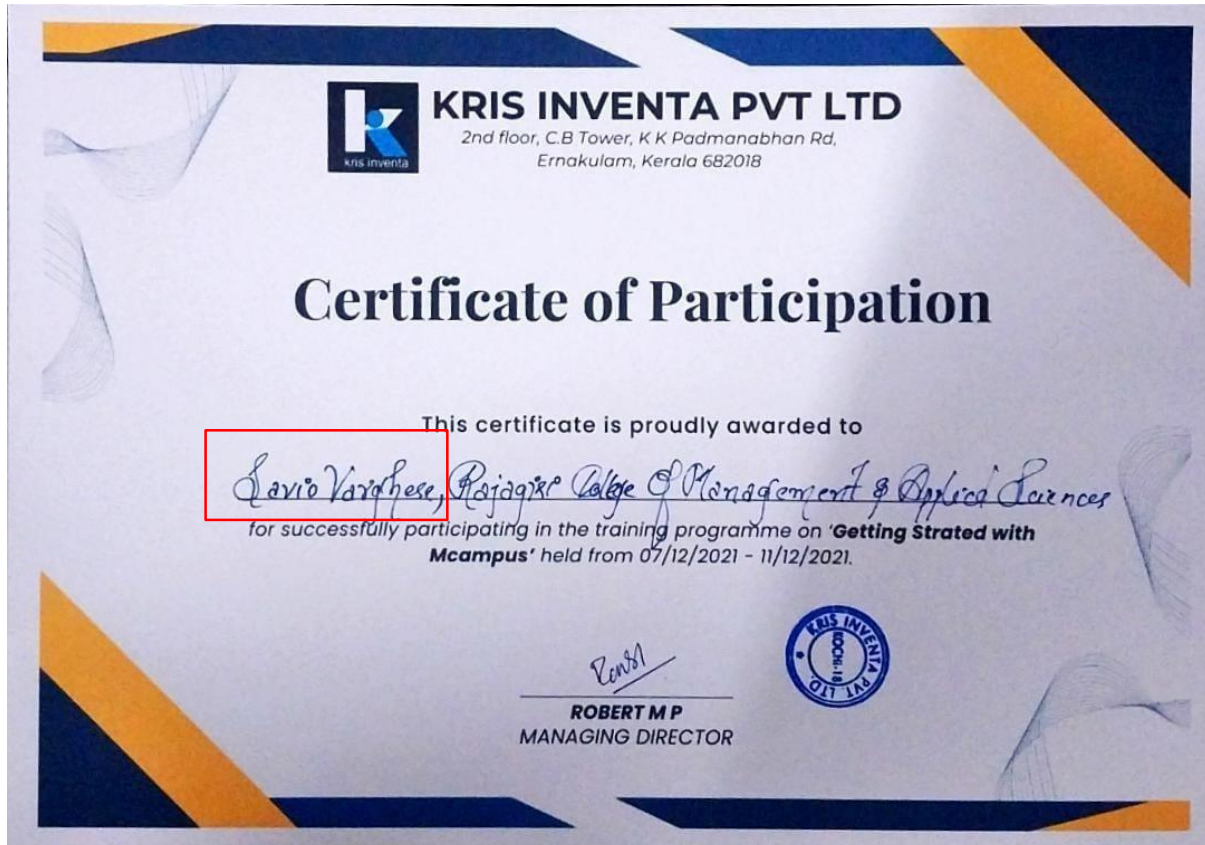 kris inventa
KRIS INVENTA PVT LTD
2nd floor, C.B Tower, K K Padmanabhan Rd,
Ernakulam, Kerala 682018
Certificate of Participation
This certificate is proudly awarded to
Savio Varghese, Rajagiri College Of Management & Applied Sciences
for successfully participating in the training programme on 'Getting Strated with
Mcampus' held from 07/12/2021 - 11/12/2021.
KRIS INVENTA PVT. LTD.
KOCHI-18
ROBERT M P
MANAGING DIRECTOR